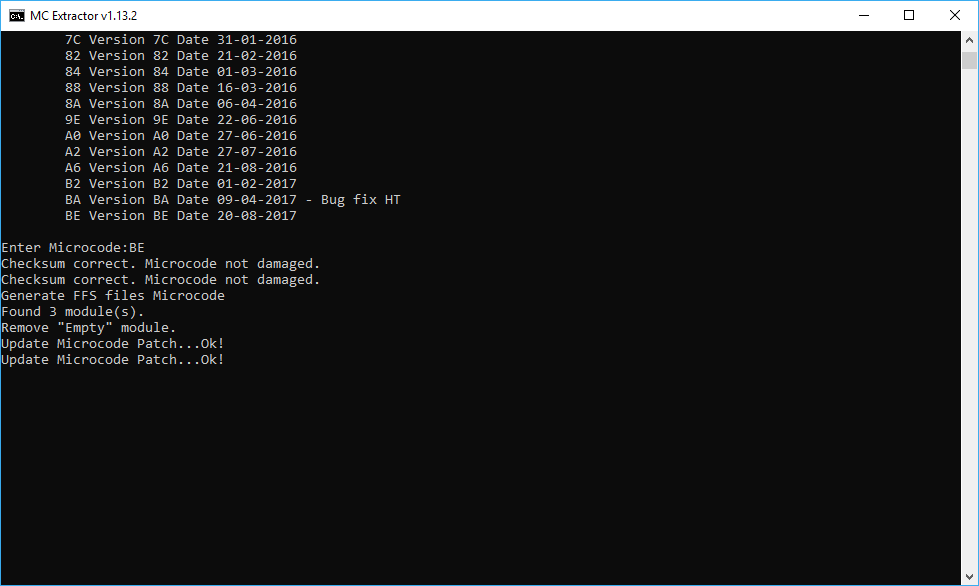 MC Extractor v1.13.2
7C Version 7C Date 31-01-2016
82 Version 82 Date 21-02-2016
84 Version 84 Date 01-03-2016
88 Version 88 Date 16-03-2016
8A Version 8A Date 06-04-2016
9E Version 9E Date 22-06-2016
A0 Version A0 Date 27-06-2016
A2 Version A2 Date 27-07-2016
A6 Version A6 Date 21-08-2016
B2 Version B2 Date 01-02-2017
BA Version BA Date 09-04-2017 - Bug fix HT
BE Version BE Date 20-08-2017
Enter Microcode:BE
Checksum correct. Microcode not damaged.
Checksum correct. Microcode not damaged.
Generate FFS files Microcode
Found 3 module(s).
Remove "Empty" module.
Update Microcode Patch...Ok!
Update Microcode Patch...Ok!